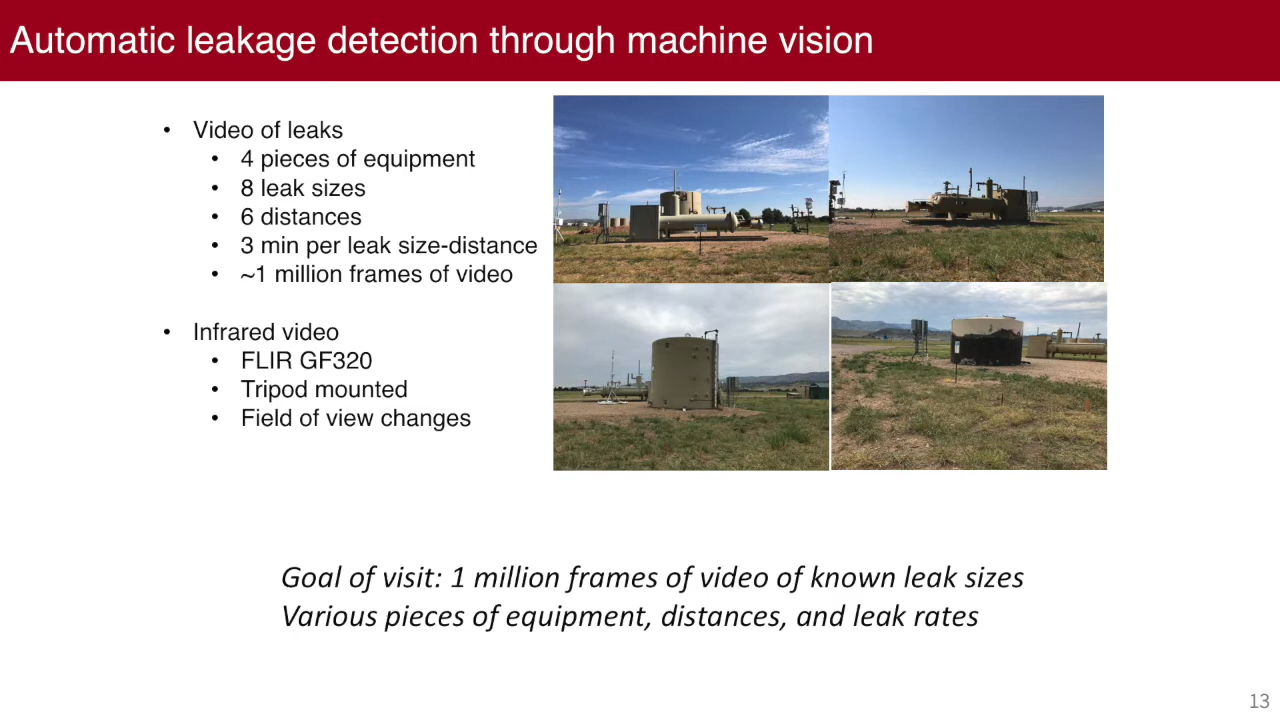 Automatic leakage detection through machine vision
• Video of leaks
• 4 pieces of equipment
• 8 leak sizes
• 6 distances
• 3 min per leak size-distance
• ~1 million frames of video
• Infrared video
• FLIR GF320
• Tripod mounted
• Field of view changes
Goal of visit: 1 million frames of video of known leak sizes
Various pieces of equipment, distances, and leak rates
13